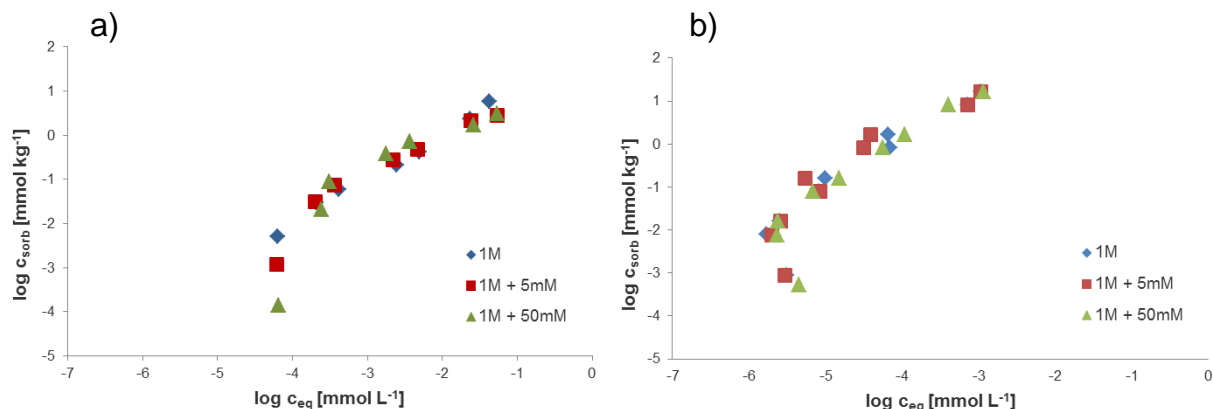 a)
log c_sorb [mmol kg⁻¹]
2
1
0
-1
-2
-3
-4
-5
-7 -6 -5 -4 -3 -2 -1 0
log c_eq [mmol L⁻¹]
1M
1M + 5mM
1M + 50mM
b)
log c_sorb [mmol kg⁻¹]
2
1
0
-1
-2
-3
-4
-5
-7 -6 -5 -4 -3 -2 -1 0
log c_eq [mmol L⁻¹]
1M
1M + 5mM
1M + 50mM